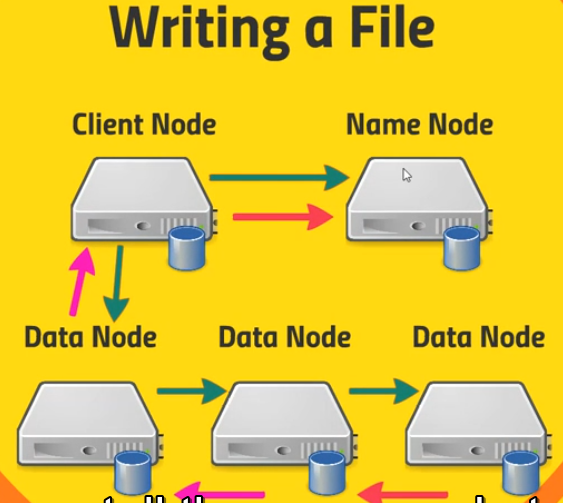 Writing a File
Client Node Name Node
Data Node Data Node Data Node